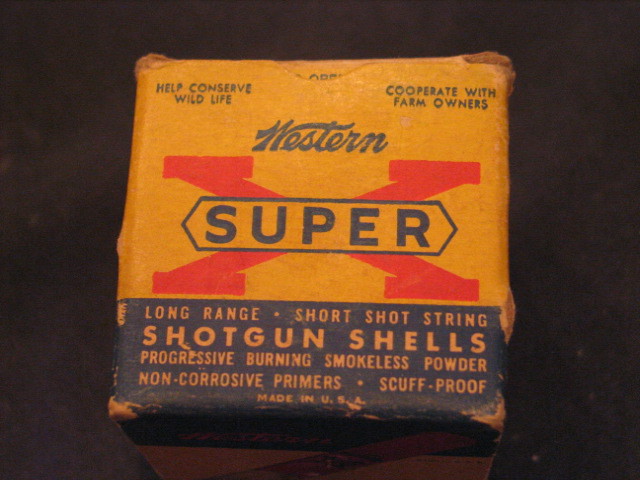 HELP CONSERVE
WILD LIFE
COOPERATE WITH
FARM OWNERS
Western
SUPER
X
LONG RANGE • SHORT SHOT STRING
SHOTGUN SHELLS
PROGRESSIVE BURNING SMOKELESS POWDER
NON-CORROSIVE PRIMERS • SCUFF-PROOF
MADE IN U.S.A.
Western